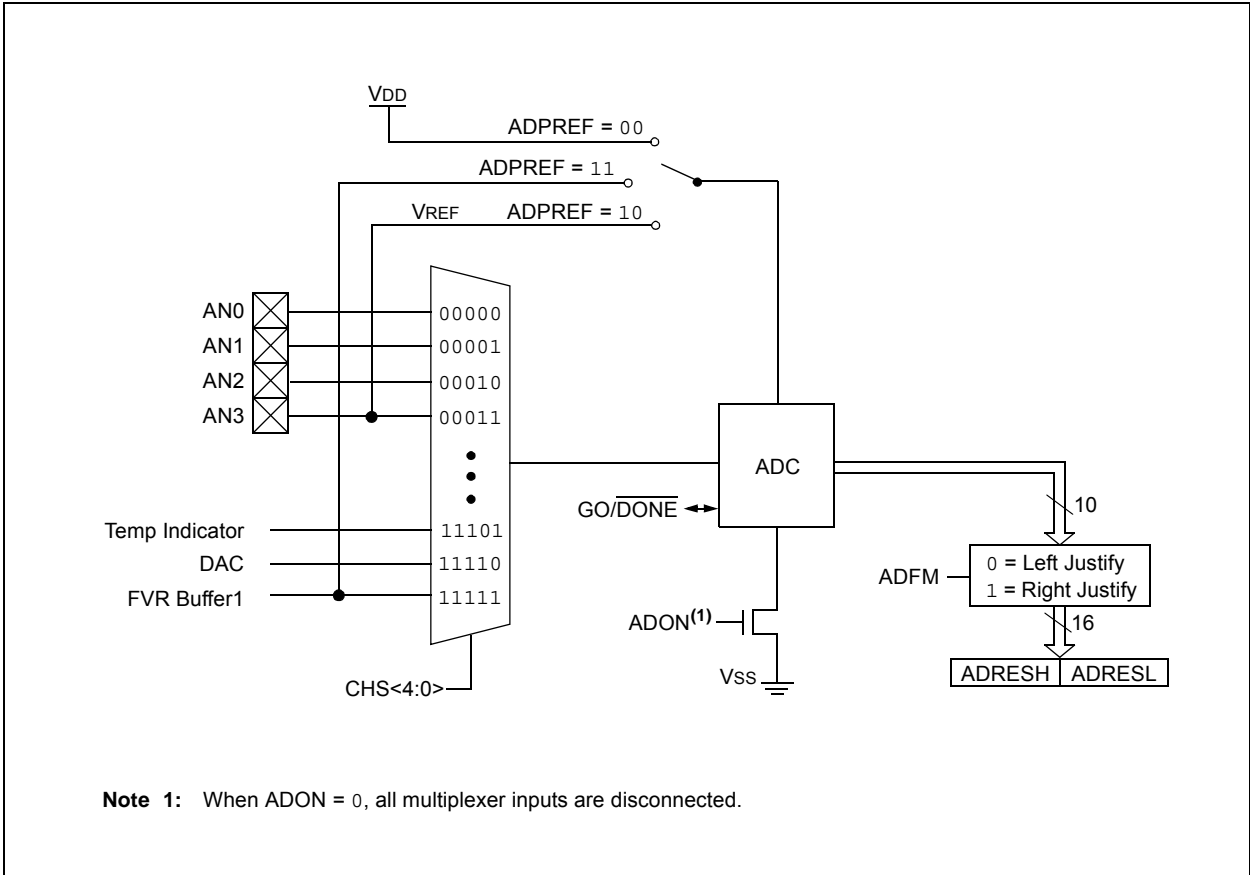 VDD
ADPREF = 00
ADPREF = 11
VREF ADPREF = 10
AN0
00000
AN1
00001
AN2
00010
AN3
00011
ADC
GO/DONE
10
Temp Indicator
11101
DAC
11110
FVR Buffer1
11111
ADFM
0 = Left Justify
1 = Right Justify
ADON(1)
16
VSS
ADRESH ADRESL
CHS<4:0>
Note 1: When ADON = 0, all multiplexer inputs are disconnected.